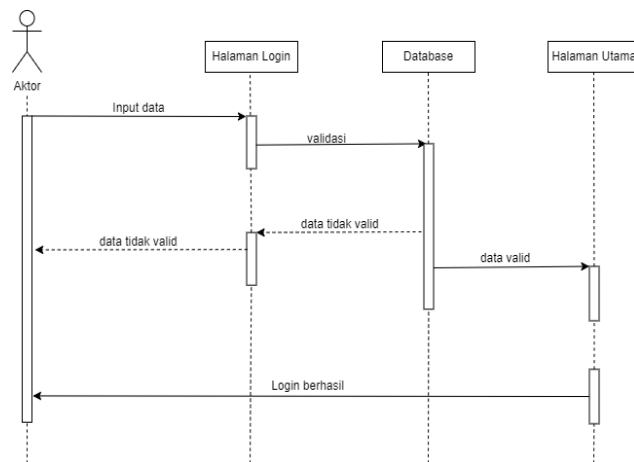 Aktor
Halaman Login
Database
Halaman Utama
Input data
validasi
data tidak valid
data tidak valid
data valid
Login berhasil